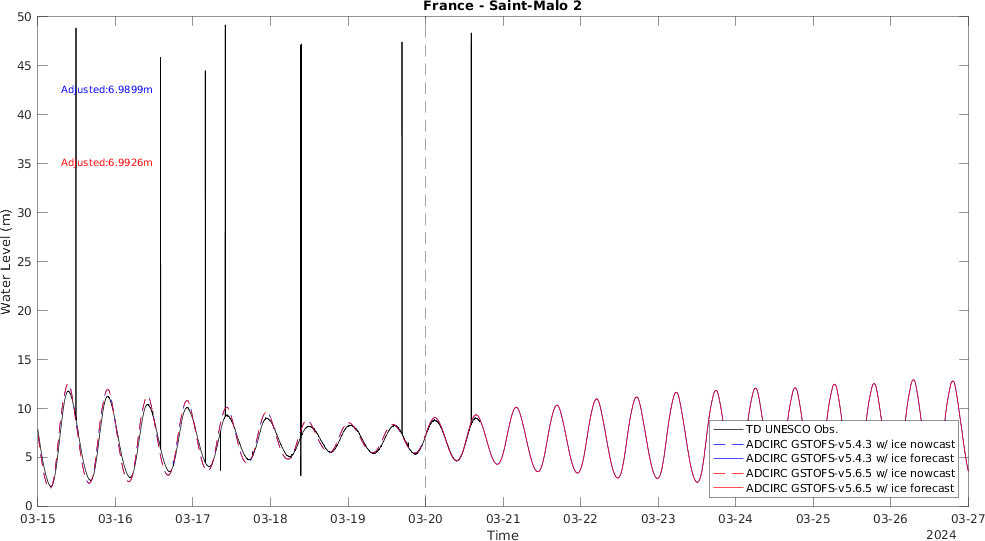 France - Saint-Malo 2
50
45
40
35
30
25
20
15
10
5
0
Water Level (m)
Adjusted:6.9899m
Adjusted:6.9926m
TD UNESCO Obs.
ADCIRC GSTOFS-v5.4.3 w/ ice nowcast
ADCIRC GSTOFS-v5.4.3 w/ ice forecast
ADCIRC GSTOFS-v5.6.5 w/ ice nowcast
ADCIRC GSTOFS-v5.6.5 w/ ice forecast
03-15 03-16 03-17 03-18 03-19 03-20 03-21 03-22 03-23 03-24 03-25 03-26 03-27
Time
2024